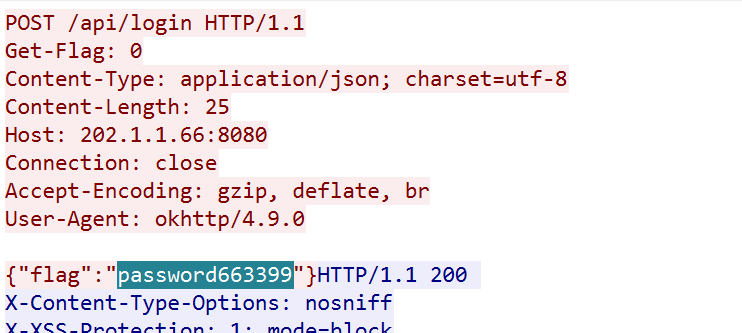 POST /api/login HTTP/1.1
Get-Flag: 0
Content-Type: application/json; charset=utf-8
Content-Length: 25
Host: 202.1.1.66:8080
Connection: close
Accept-Encoding: gzip, deflate, br
User-Agent: okhttp/4.9.0
{"flag":"password663399"}HTTP/1.1 200
X-Content-Type-Options: nosniff
X-XSS-Protection: 1; mode=block